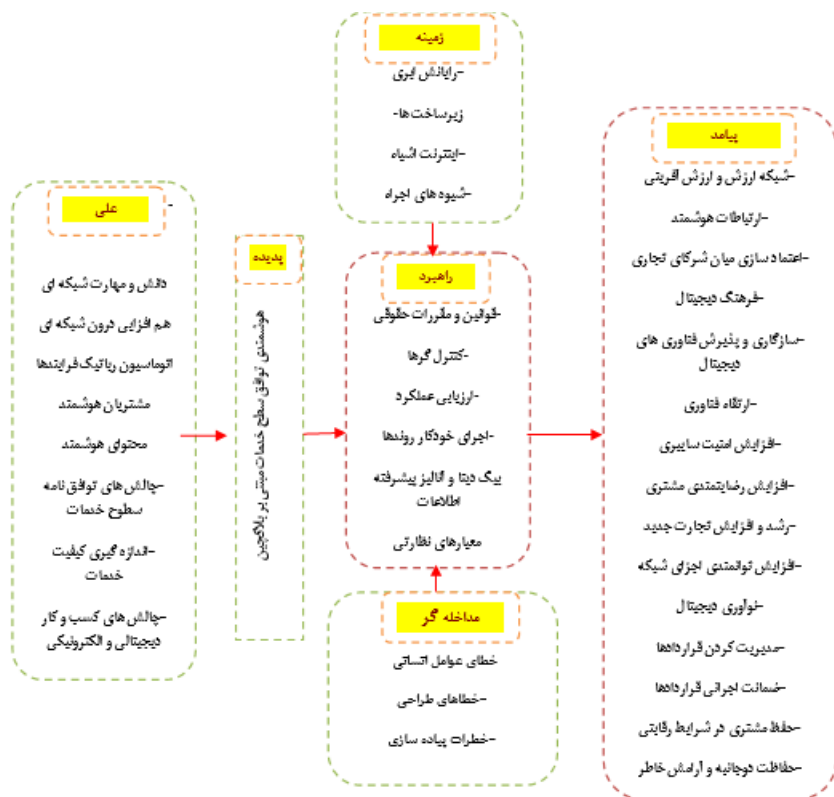 زمینه
-رایانش ابری
زیرساخت ها-
-اینترنت اشیاء
شیوه های اجراء
پیامد
-شبکه ارزش و ارزش آفرینی
-ارتباطات هوشمند
-اعتماد سازی میان شرکای تجاری
-فرهنگ دیجیتال
-سازگاری و پذیرش فناوری های
دیجیتال
-ارتقاء فناوری
-افزایش امنیت سایبری
-افزایش رضایتمندی مشتری
-رشد و افزایش تجارت جدید
-افزایش توانمندی اجزای شبکه
-نوآوری دیجیتال
-مدیریت کردن قراردادها
-ضمانت اجرائی قراردادها
-حفظ مشتری در شرایط رقابتی
-حفاظت دوجانبه و آرامش خاطر
علی
-
دانش و مهارت شبکه ای
هم افزایی درون شبکه ای
اتوماسیون رباتیک فرایندها
مشتریان هوشمند
محتوای هوشمند
-چالش های توافق نامه
سطوح خدمات
-اندازه گیری کیفیت
خدمات
-چالش های کسب و کار
دیجیتالی و الکترونیکی
پدیده
هوشمندی توافق سطح خدمات مبتنی بر بلاکچین
راهبرد
-قوانین و مقررات حقوقی
-کنترل گرها
-ارزیابی عملکرد
-اجرای خودکار روندها
بیگ دیتا و آنالیز پیشرفته
اطلاعات
معیارهای نظارتی
مداخله گر
خطای عوامل انسانی
-خطاهای طراحی
-خطرات پیاده سازی